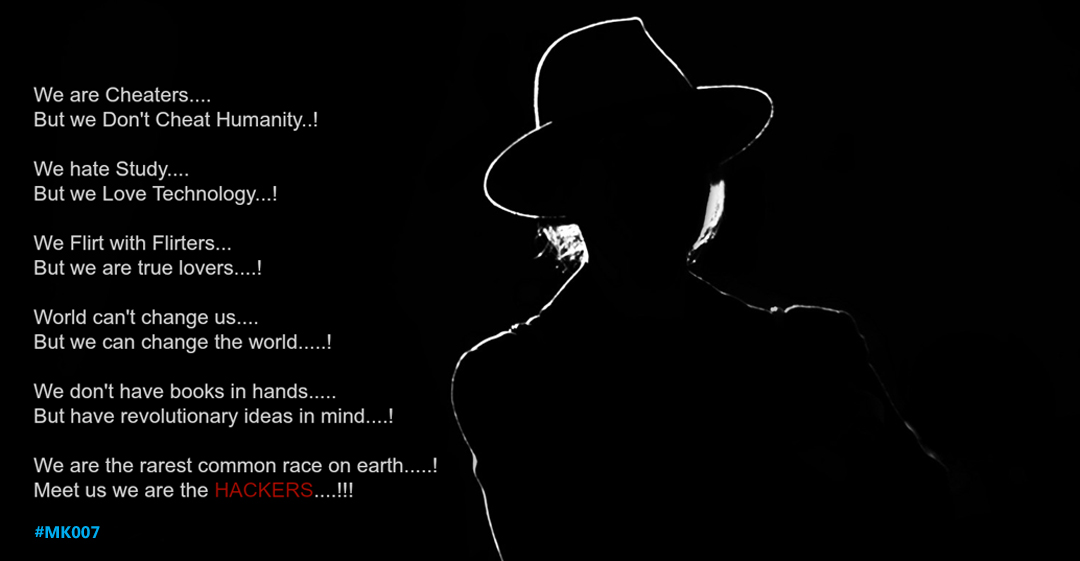 We are Cheaters....
But we Don't Cheat Humanity..!
We hate Study....
But we Love Technology...!
We Flirt with Flirters...
But we are true lovers....!
World can't change us....
But we can change the world.....!
We don't have books in hands.....
But have revolutionary ideas in mind....!
We are the rarest common race on earth.....!
Meet us we are the HACKERS....!!!
#MK007